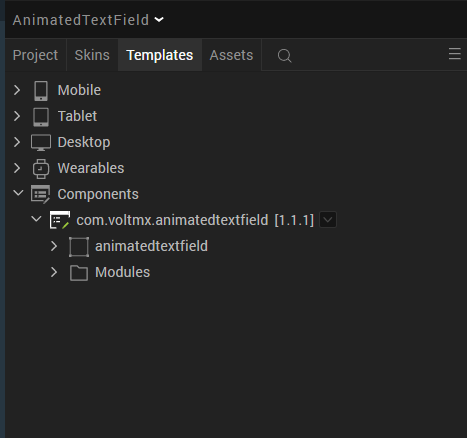 AnimatedTextField
Project Skins Templates Assets
Mobile
Tablet
Desktop
Wearables
Components
com.voltmx.animatedtextfield [1.1.1]
animatedtextfield
Modules